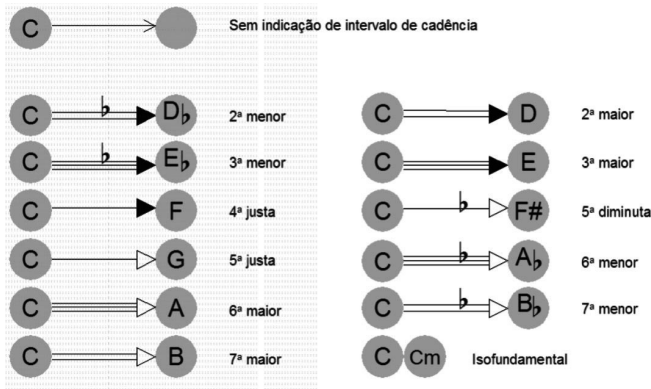 C Sem indicação de intervalo de cadência
C ♭ D♭ 2ª menor
C ♭ E♭ 3ª menor
C F 4ª justa
C G 5ª justa
C A 6ª maior
C B 7ª maior
C D 2ª maior
C E 3ª maior
C ♭ F# 5ª diminuta
C ♭ A♭ 6ª menor
C ♭ B♭ 7ª menor
C Cm Isofundamental